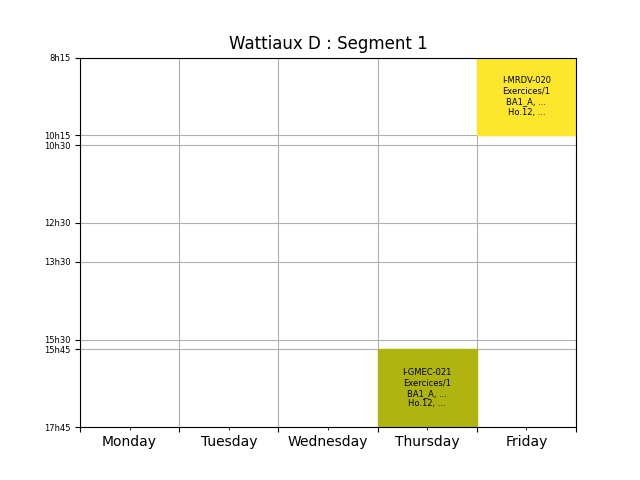 Wattiaux D : Segment 1
8h15
I-MRDV-020
Exercices/1
BA1_A, ...
Ho.12, ...
10h15
10h30
12h30
13h30
15h30
15h45
I-GMEC-021
Exercices/1
BA1_A, ...
Ho.12, ...
17h45
Monday Tuesday Wednesday Thursday Friday